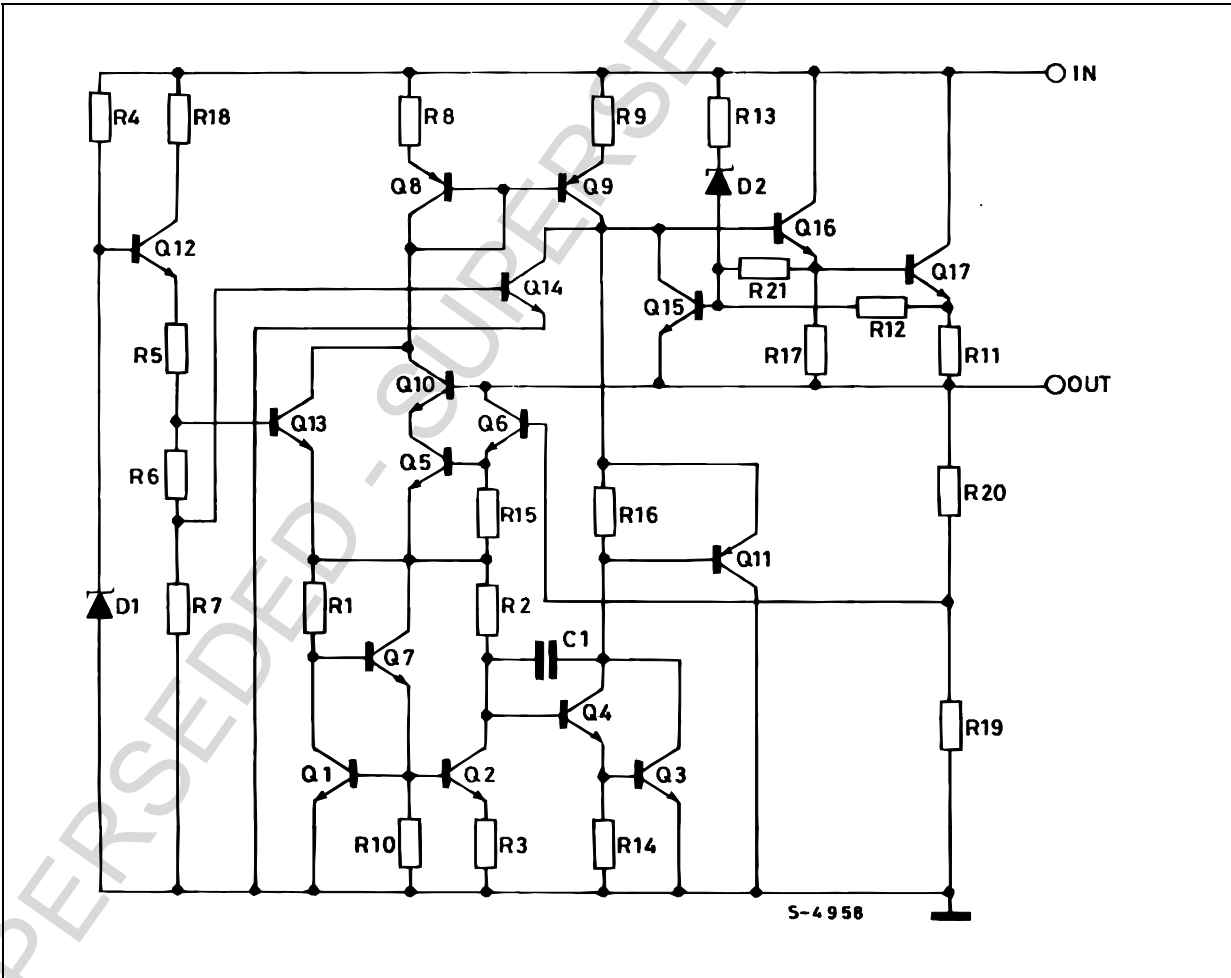 SUPERSEDED - SUPERSEDED
IN
R4 R18 R8 R9 R13
Q8 Q9 D2
Q12 Q16
Q14 R21 Q17
Q15 R12
R5 R17 R11
Q10 OUT
Q13 Q6
R6 Q5
R15 R16 R20
Q11
D1 R7 R1 R2
C1
Q7
Q4 R19
Q1 Q2 Q3
R10 R3 R14
S-4958